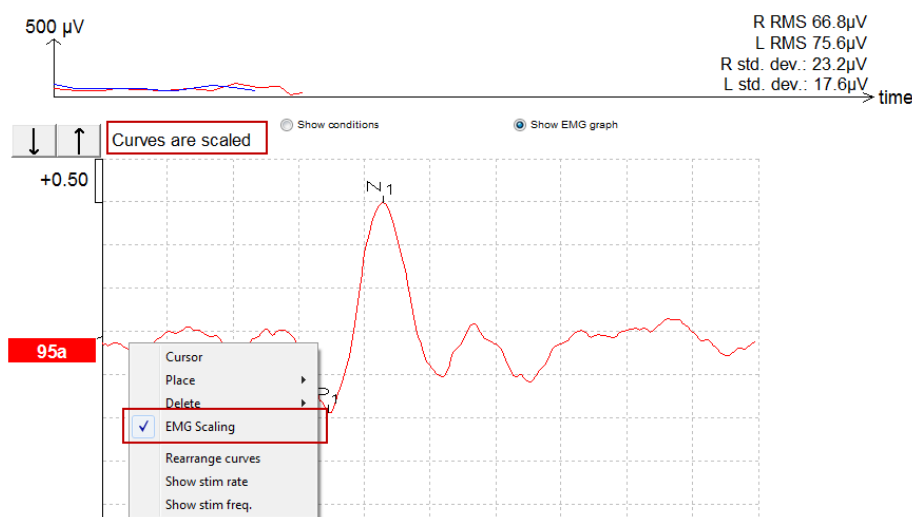 500 µV
R RMS 66.8µV
L RMS 75.6µV
R std. dev.: 23.2µV
L std. dev.: 17.6µV
time
Curves are scaled
Show conditions
Show EMG graph
+0.50
N1
95a
P1
Cursor
Place
Delete
EMG Scaling
Rearrange curves
Show stim rate
Show stim freq.